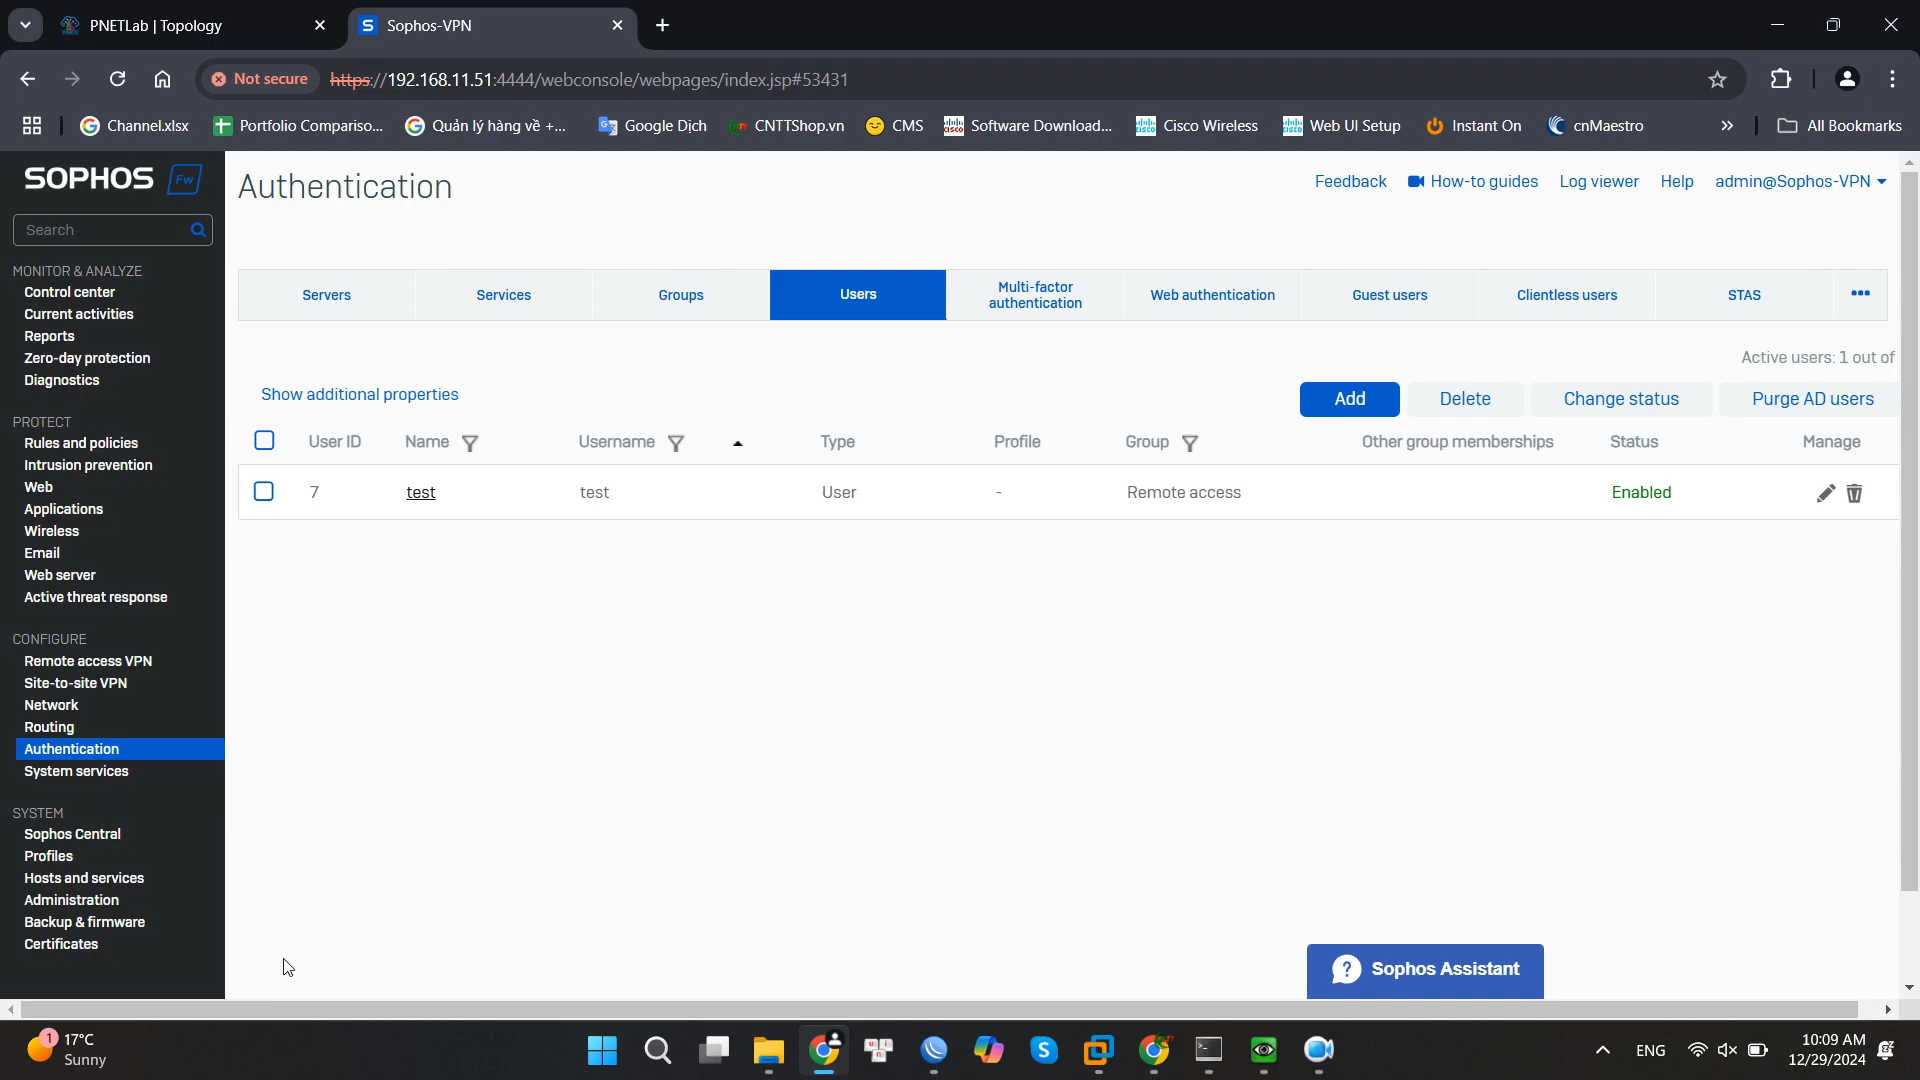 PNETLab | Topology
Sophos-VPN
Not secure
https://192.168.11.51:4444/webconsole/webpages/index.jsp#53431
Channel.xlsx
Portfolio Compariso...
Quản lý hàng về +...
Google Dịch
CNTTShop.vn
CMS
Software Download...
Cisco Wireless
Web UI Setup
Instant On
cnMaestro
All Bookmarks
SOPHOS Fw
Search
MONITOR & ANALYZE
Control center
Current activities
Reports
Zero-day protection
Diagnostics
PROTECT
Rules and policies
Intrusion prevention
Web
Applications
Wireless
Email
Web server
Active threat response
CONFIGURE
Remote access VPN
Site-to-site VPN
Network
Routing
Authentication
System services
SYSTEM
Sophos Central
Profiles
Hosts and services
Administration
Backup & firmware
Certificates
Authentication
Feedback
How-to guides
Log viewer
Help
admin@Sophos-VPN
Servers
Services
Groups
Users
Multi-factor
authentication
Web authentication
Guest users
Clientless users
STAS
Active users: 1 out of
Show additional properties
Add
Delete
Change status
Purge AD users
User ID
Name
Username
Type
Profile
Group
Other group memberships
Status
Manage
7
test
test
User
-
Remote access
Enabled
? Sophos Assistant
1
17°C
Sunny
ENG
10:09 AM
12/29/2024